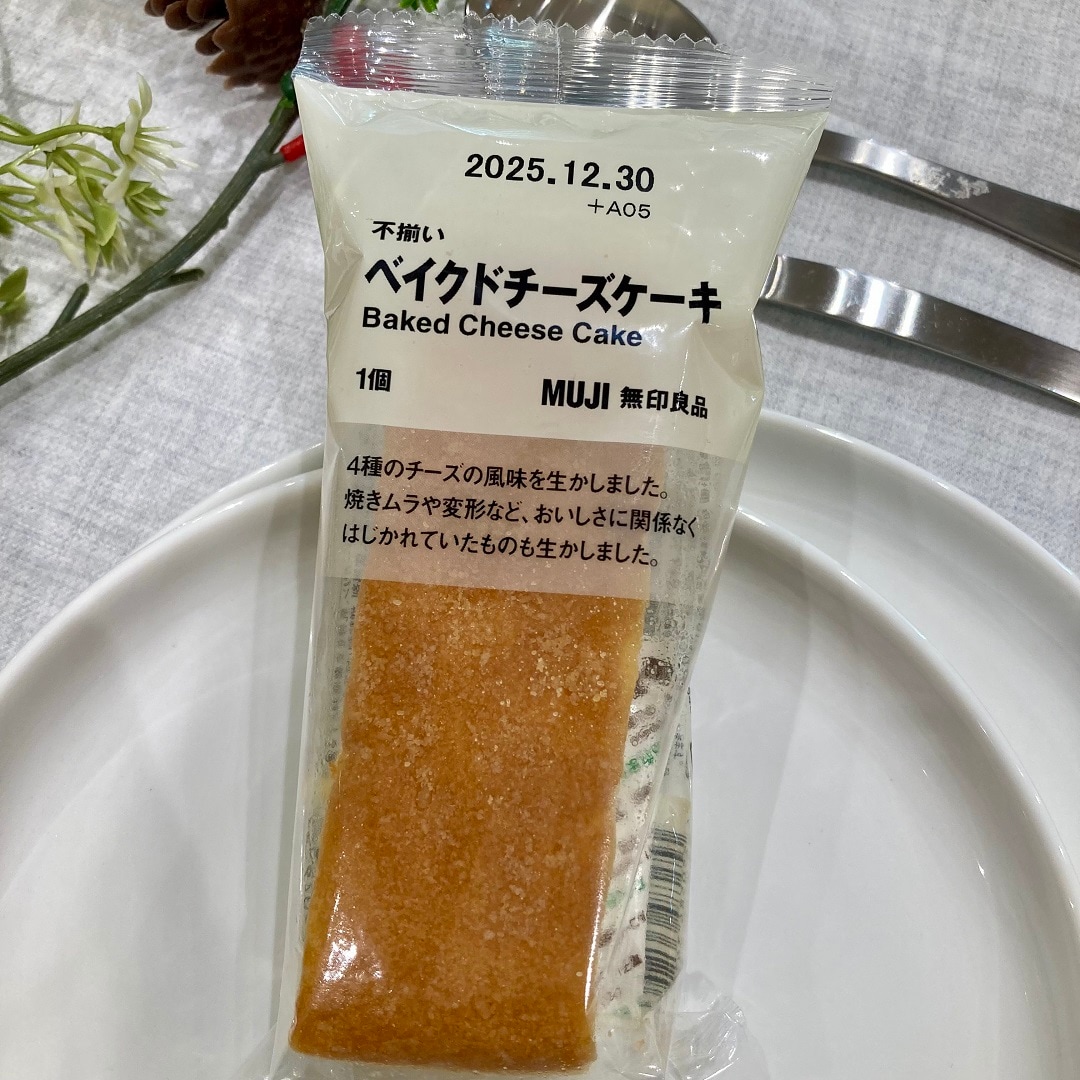 2025.12.30
+A05
不揃い
ベイクドチーズケーキ
Baked Cheese Cake
1個
MUJI 無印良品
4種のチーズの風味を生かしました。
焼きムラや変形など、おいしさに関係なく
はじかれていたものも生かしました。